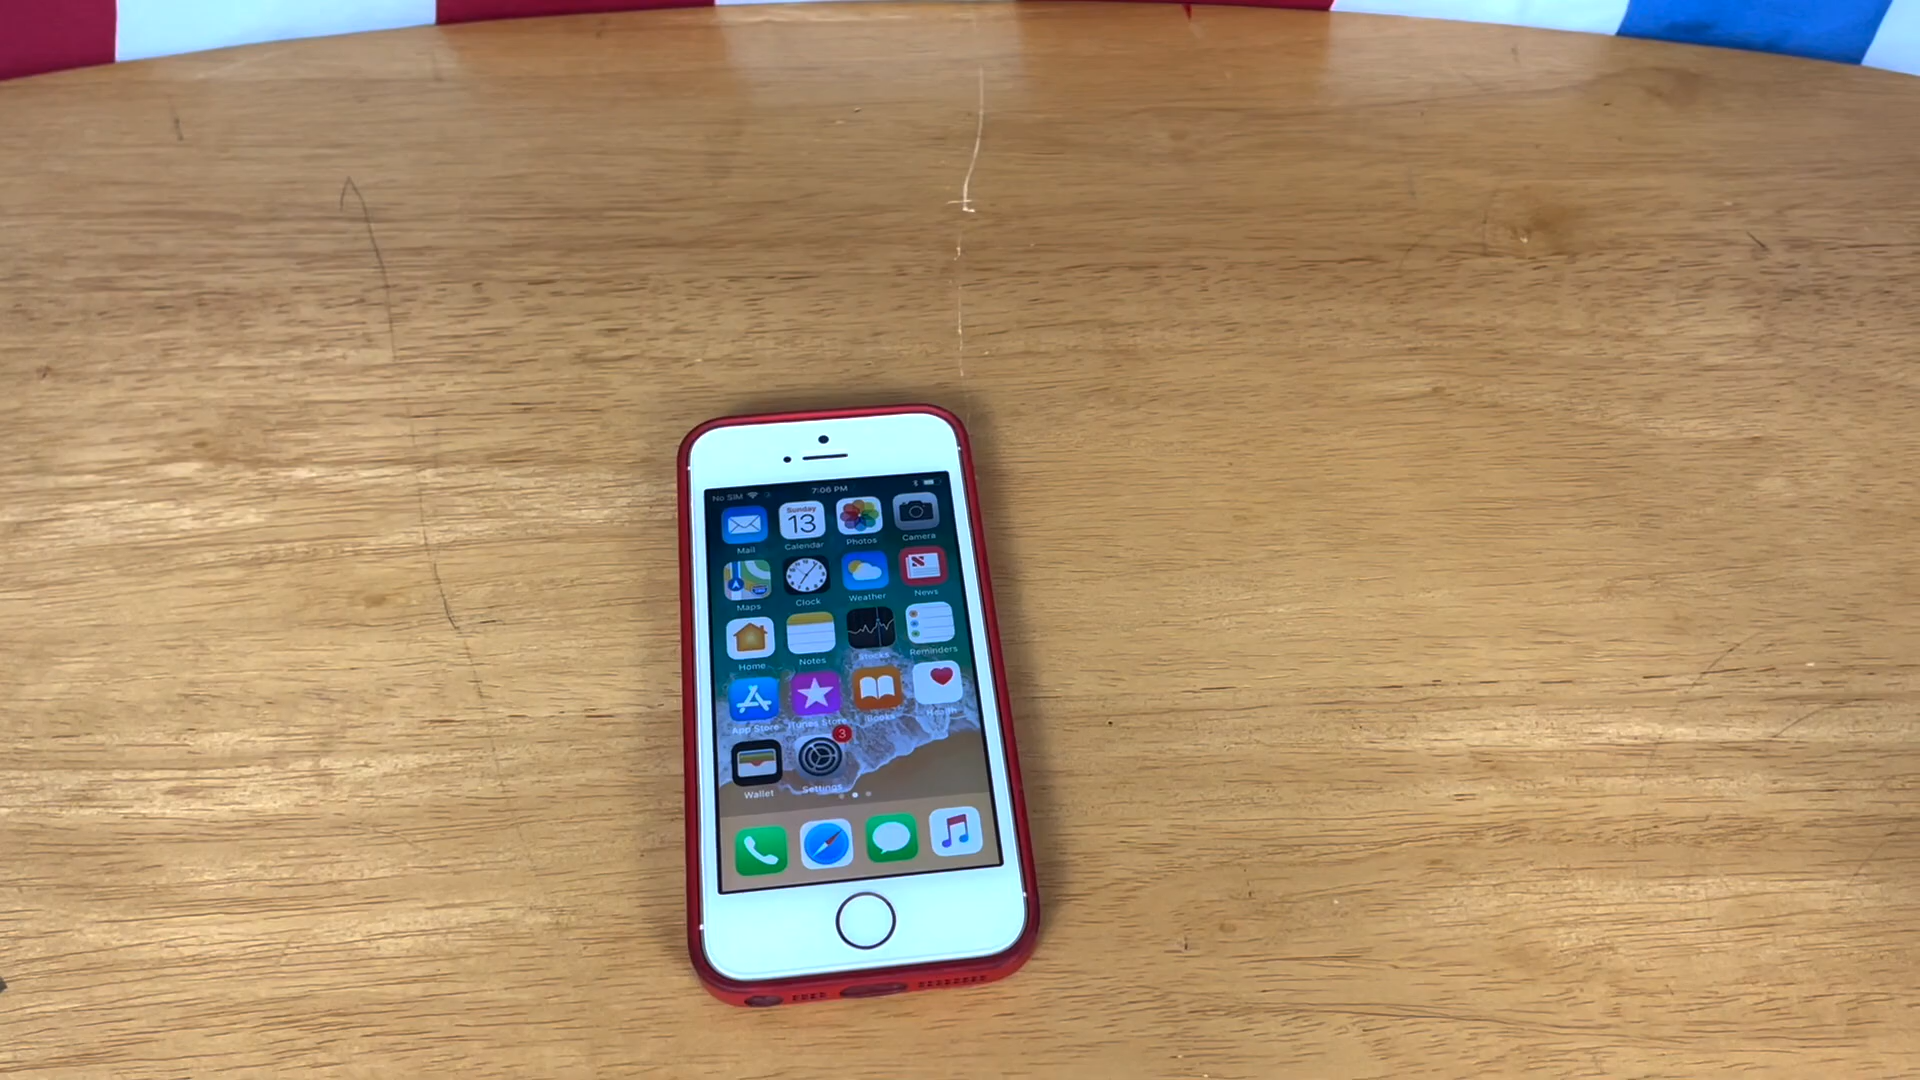 No SIM 7:06 PM
Sunday
13
Mail Calendar Photos Camera
Maps Clock Weather News
Home Notes Stocks Reminders
App Store iTunes Store iBooks Health
3
Wallet Settings